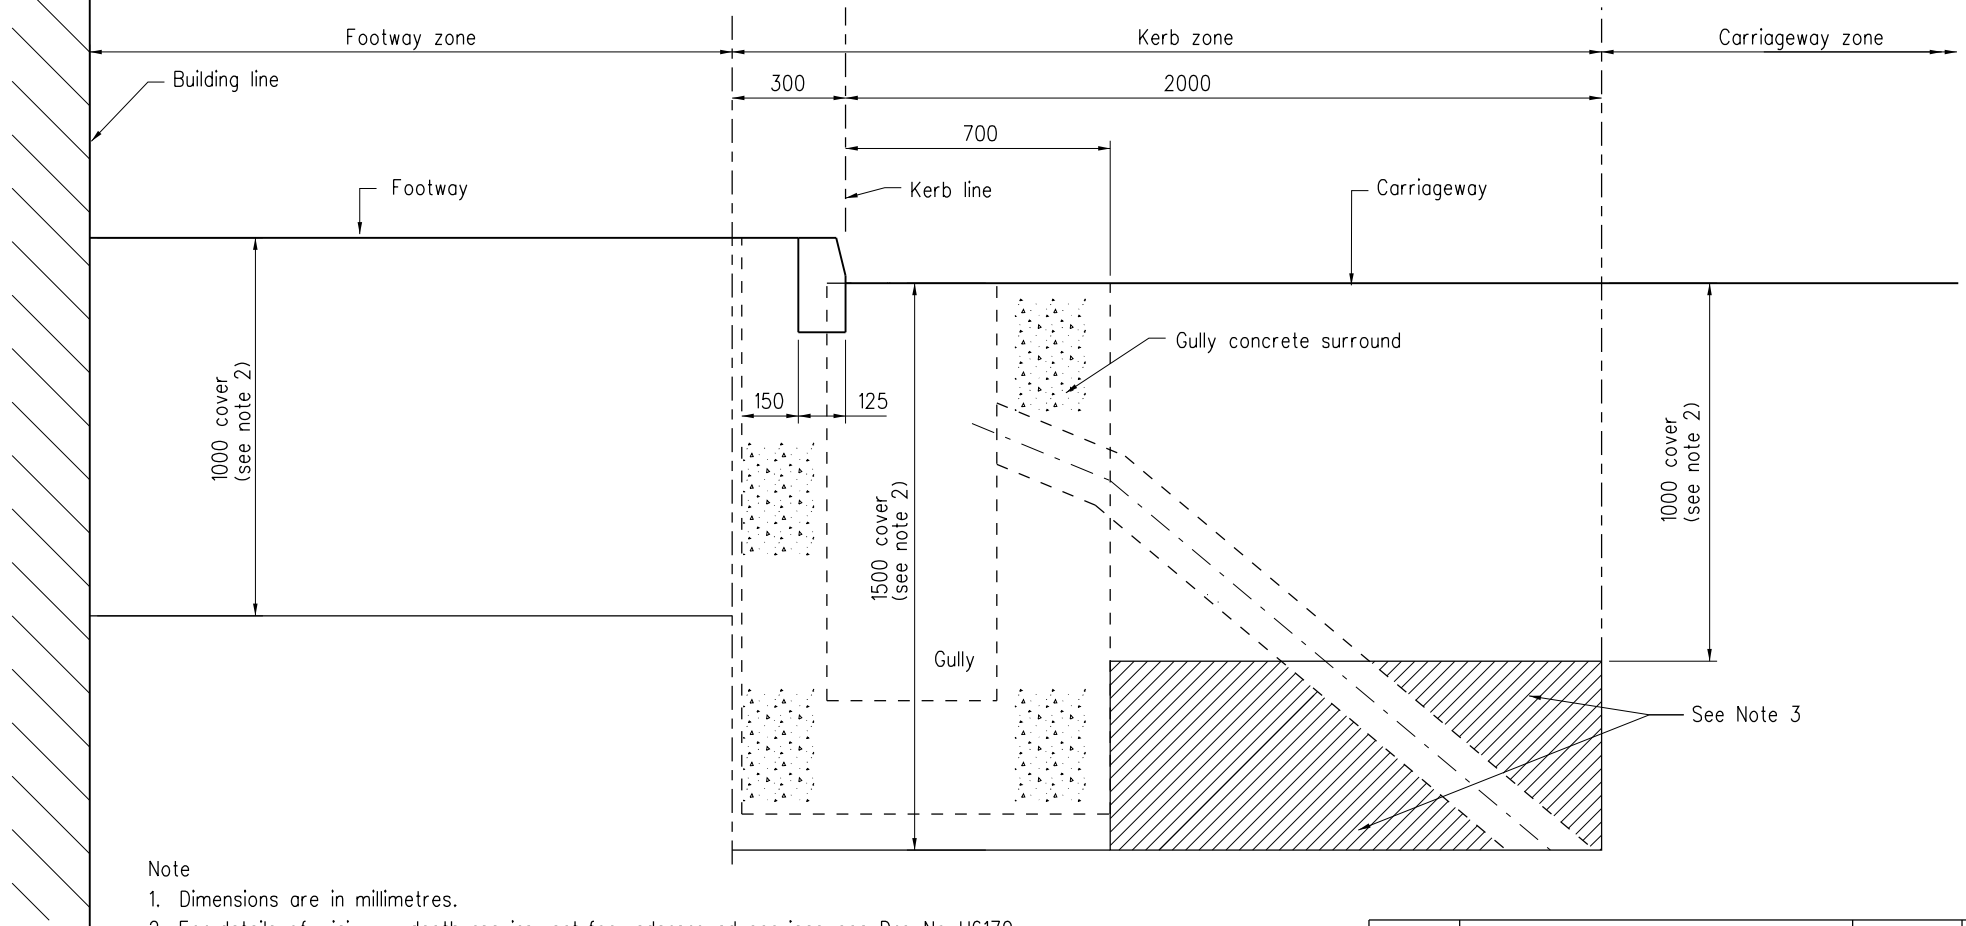 Footway zone
Kerb zone
Carriageway zone
Building line
300
2000
700
Footway
Kerb line
Carriageway
Gully concrete surround
150
125
1000 cover
(see note 2)
1500 cover
(see note 2)
1000 cover
(see note 2)
Gully
See Note 3
Note
1. Dimensions are in millimetres.